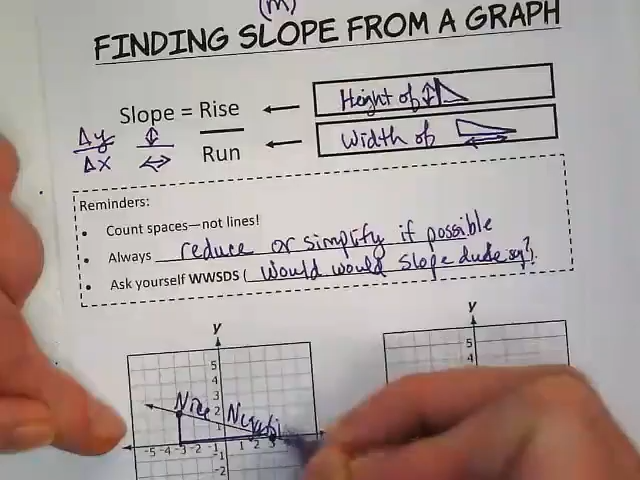 (m)
FINDING SLOPE FROM A GRAPH
Slope = Rise
Run
Height of
Width of
Δy
Δx
Reminders:
• Count spaces—not lines!
• Always reduce or simplify if possible
• Ask yourself WWSDS ( Would would slope dude say?.
y
5
4
3
2
1
-5 -4 -3 -2 -1
1 2 3
-1
-2
Nice Negati
y
5
4